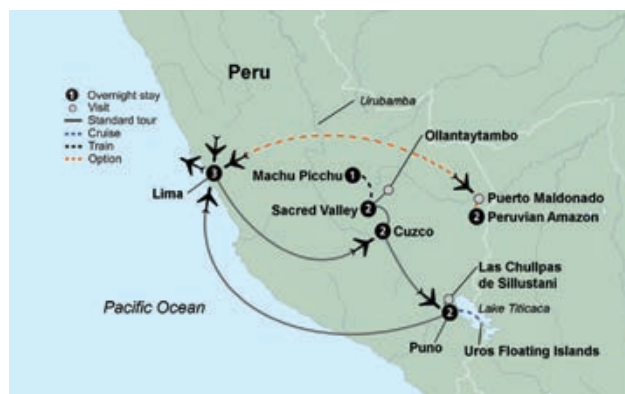 Peru
1 Overnight stay
Visit
Standard tour
Cruise
Train
Option
Urubamba
Ollantaytambo
3
Lima
Machu Picchu 1
Sacred Valley 2
2 Cuzco
Puerto Maldonado
2 Peruvian Amazon
Las Chullpas
de Sillustani
Pacific Ocean
Lake Titicaca
2
Puno
Uros Floating Islands